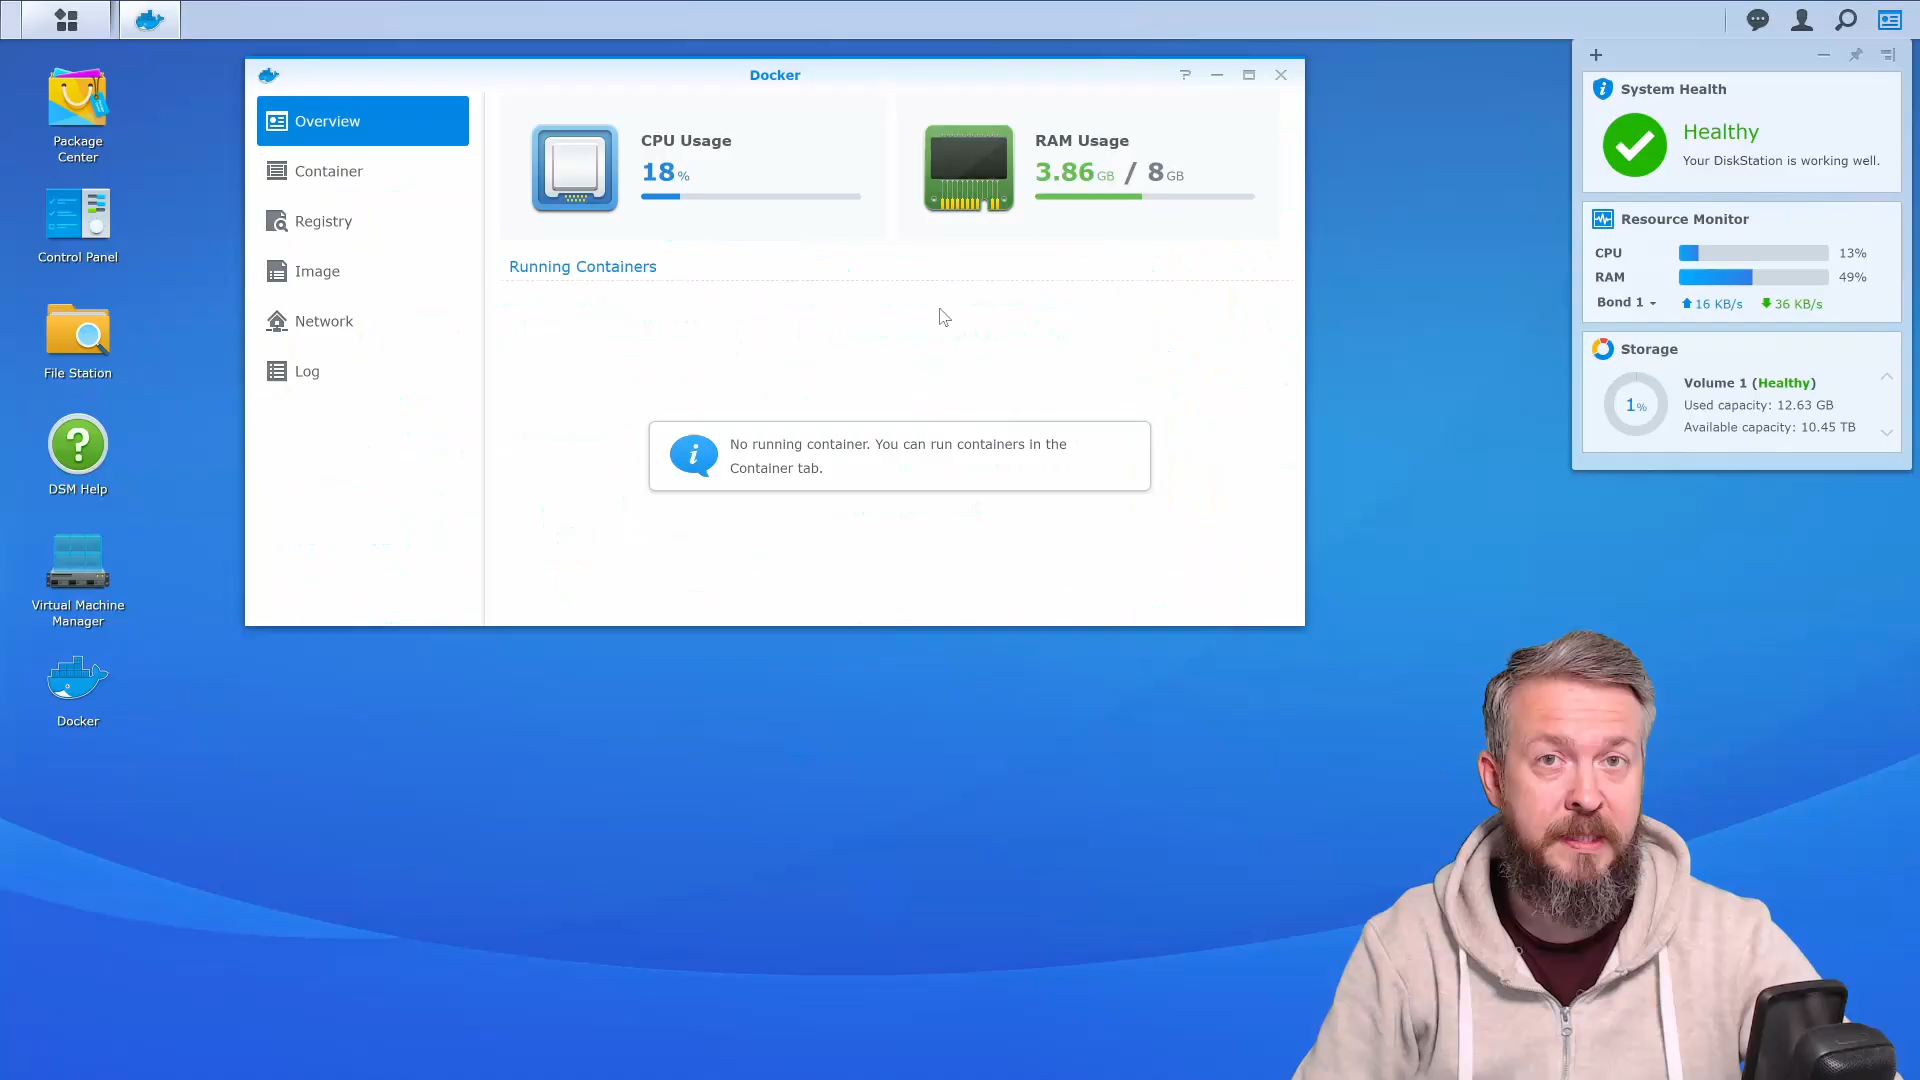 Docker
Overview
Container
Registry
Image
Network
Log
CPU Usage
18 %
RAM Usage
3.86 GB / 8 GB
Running Containers
No running container. You can run containers in the
Container tab.
Package
Center
Control Panel
File Station
DSM Help
Virtual Machine
Manager
Docker
System Health
Healthy
Your DiskStation is working well.
Resource Monitor
CPU 13%
RAM 49%
Bond 1 16 KB/s 36 KB/s
Storage
1%
Volume 1 (Healthy)
Used capacity: 12.63 GB
Available capacity: 10.45 TB